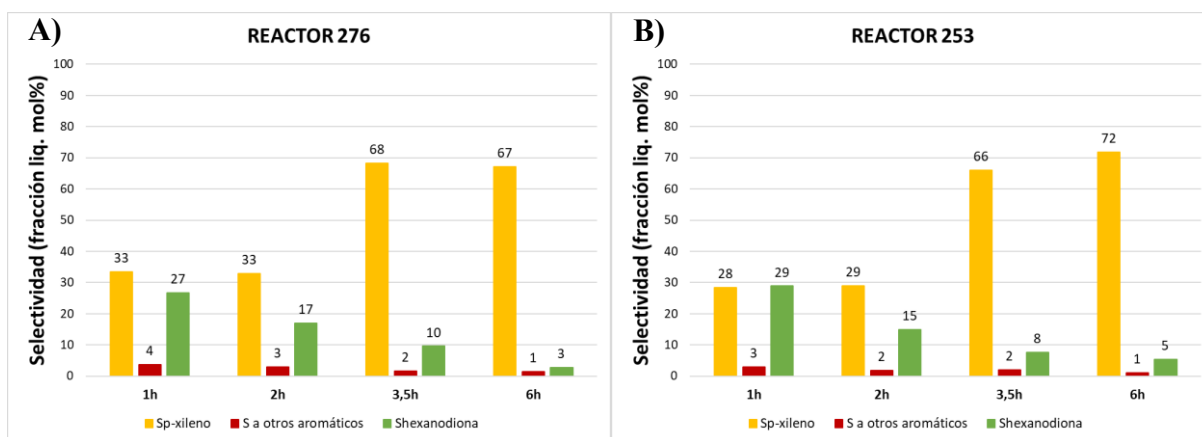 A)
REACTOR 276
Selectividad (fracción liq. mol%)
100
90
80
70
60
50
40
30
20
10
0
33
4
27
33
3
17
68
2
10
67
1
3
1h
2h
3,5h
6h
Sp-xileno
S a otros aromáticos
Shexanodiona
B)
REACTOR 253
Selectividad (fracción liq. mol%)
100
90
80
70
60
50
40
30
20
10
0
28
3
29
29
2
15
66
2
8
72
1
5
1h
2h
3,5h
6h
Sp-xileno
S a otros aromáticos
Shexanodiona